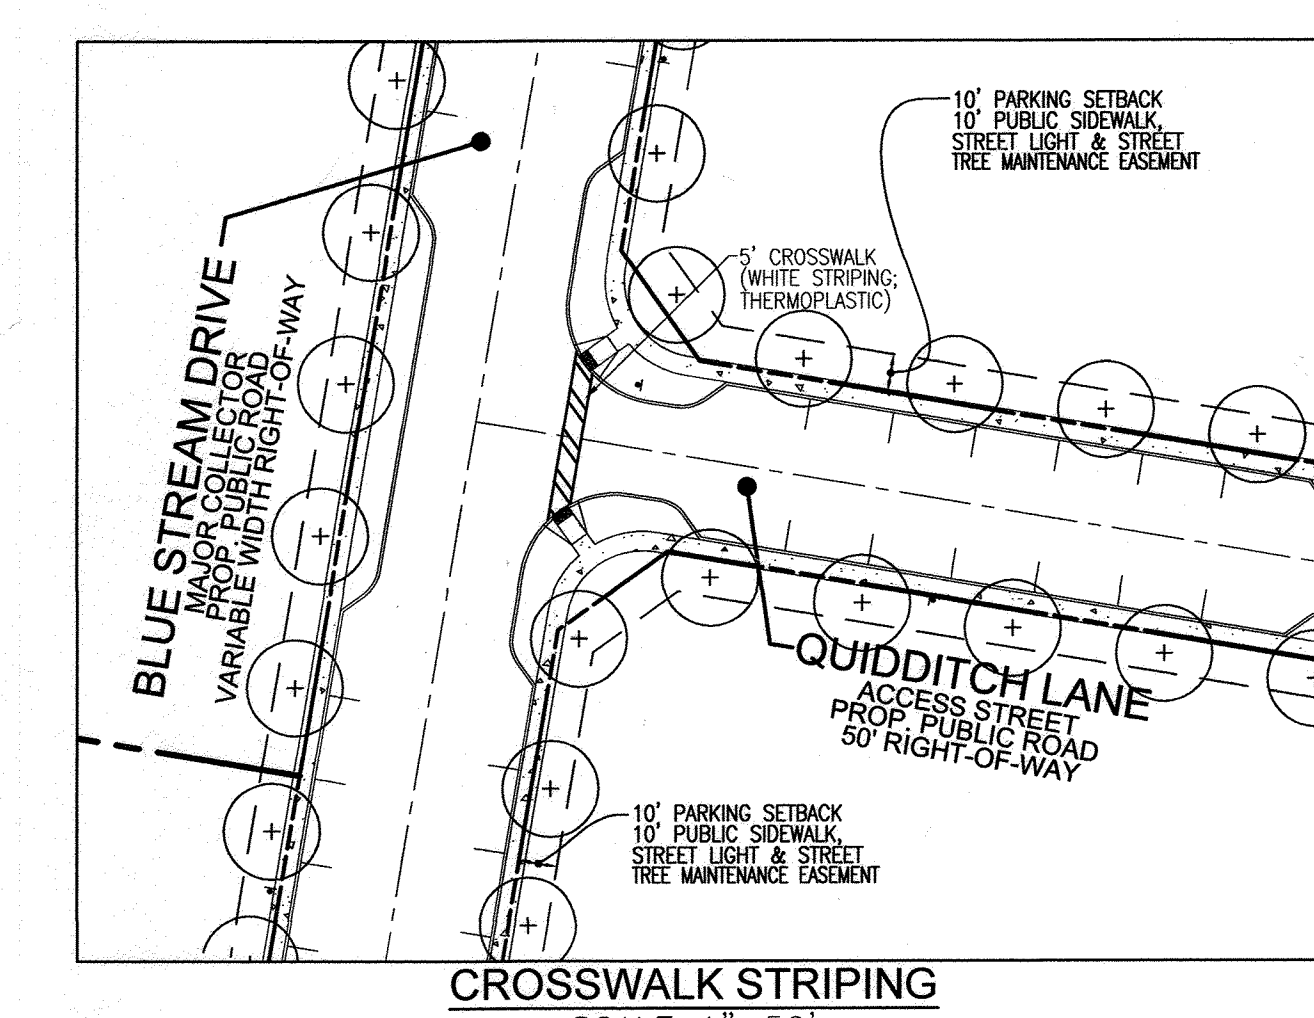 10' PARKING SETBACK
10' PUBLIC SIDEWALK,
STREET LIGHT & STREET
TREE MAINTENANCE EASEMENT
5' CROSSWALK
(WHITE STRIPING;
THERMOPLASTIC)
BLUE STREAM DRIVE
MAJOR COLLECTOR
PROP. PUBLIC ROAD
VARIABLE WIDTH RIGHT-OF-WAY
QUIDDITCH LANE
ACCESS STREET
PROP. PUBLIC ROAD
50' RIGHT-OF-WAY
10' PARKING SETBACK
10' PUBLIC SIDEWALK,
STREET LIGHT & STREET
TREE MAINTENANCE EASEMENT
CROSSWALK STRIPING